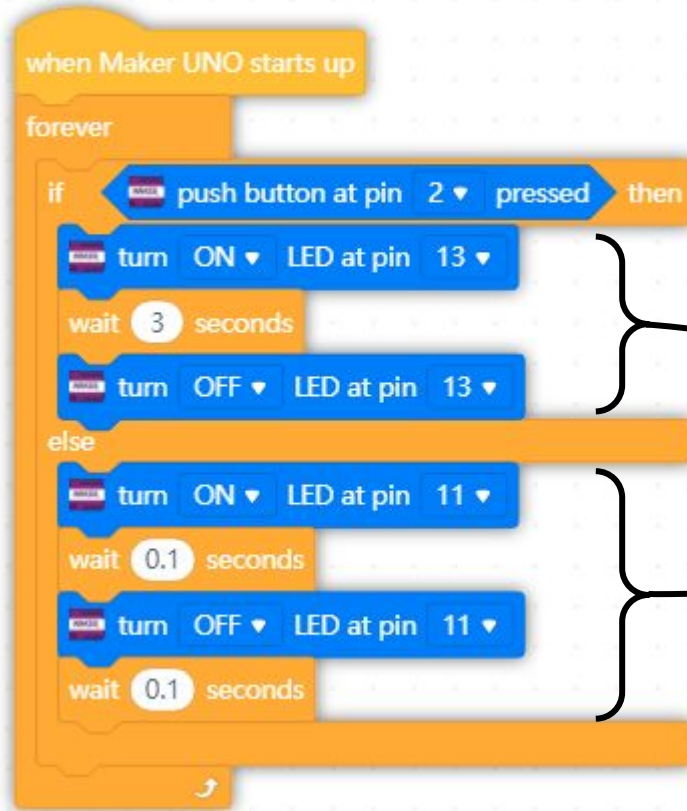 when Maker UNO starts up
forever
if push button at pin 2 pressed then
turn ON LED at pin 13
wait 3 seconds
turn OFF LED at pin 13
else
turn ON LED at pin 11
wait 0.1 seconds
turn OFF LED at pin 11
wait 0.1 seconds